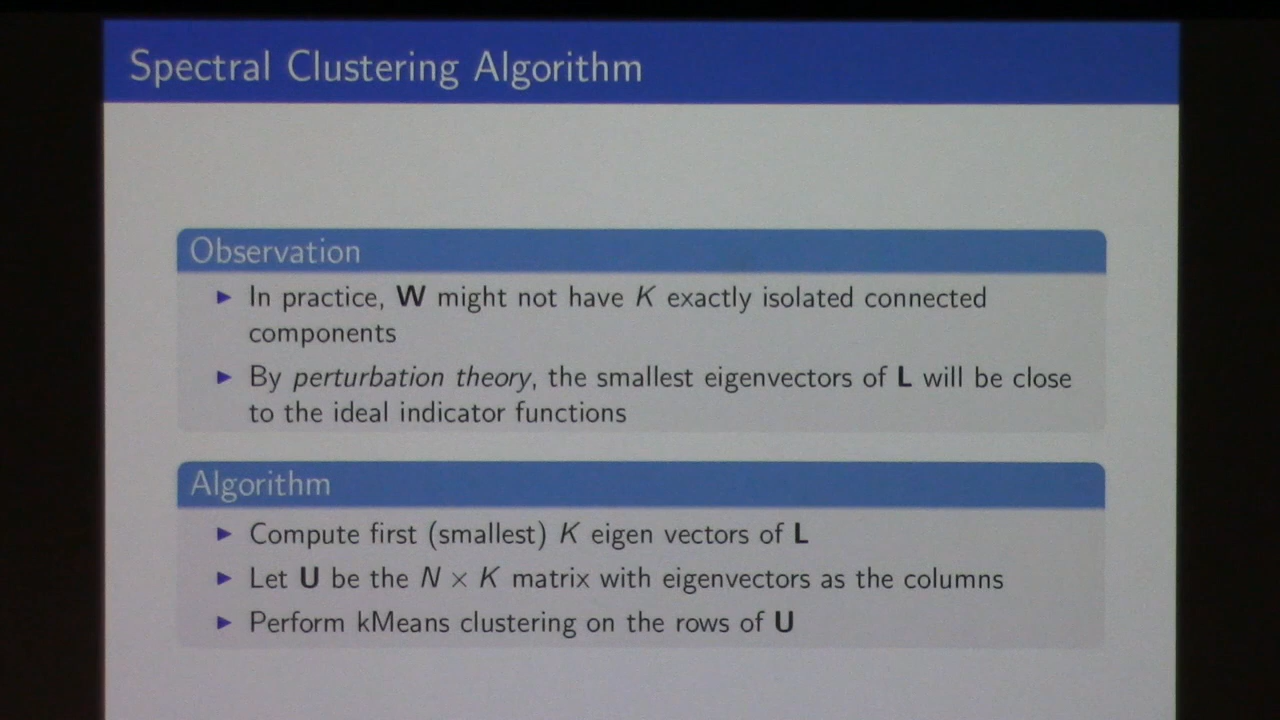 Spectral Clustering Algorithm
Observation
▶ In practice, W might not have K exactly isolated connected
components
▶ By perturbation theory, the smallest eigenvectors of L will be close
to the ideal indicator functions
Algorithm
▶ Compute first (smallest) K eigen vectors of L
▶ Let U be the N × K matrix with eigenvectors as the columns
▶ Perform kMeans clustering on the rows of U